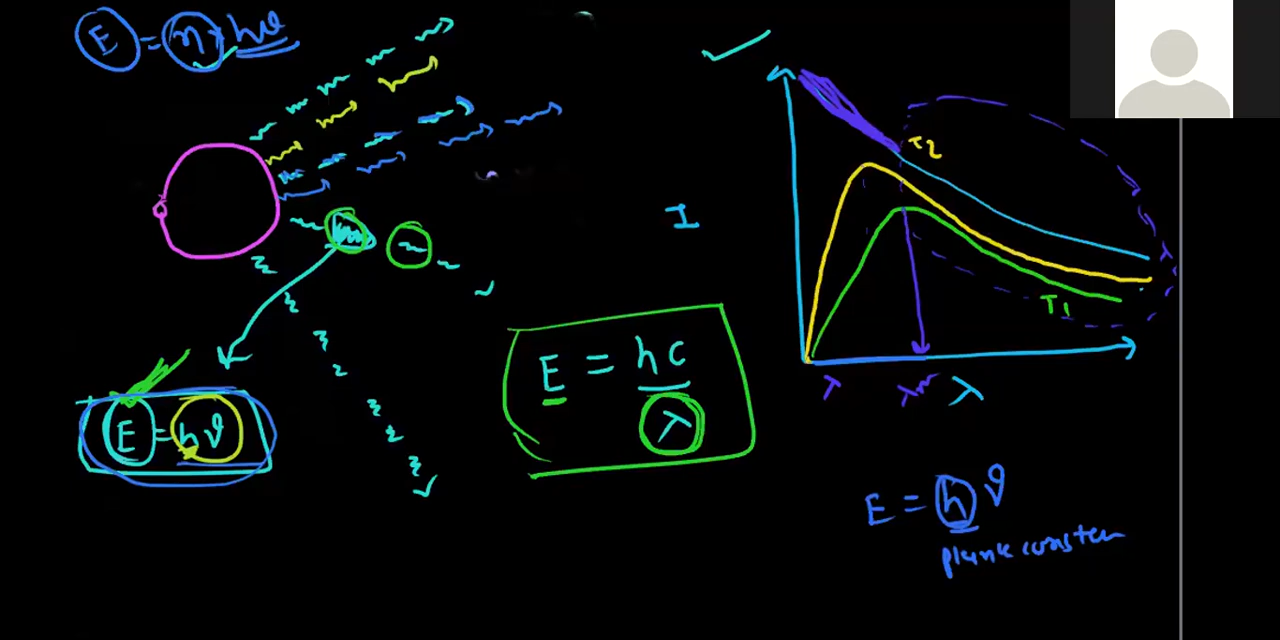 E = nhν
T2
I
T1
E = hc
λ
λ
λm
λ
E = hν
E = hν
plank constan